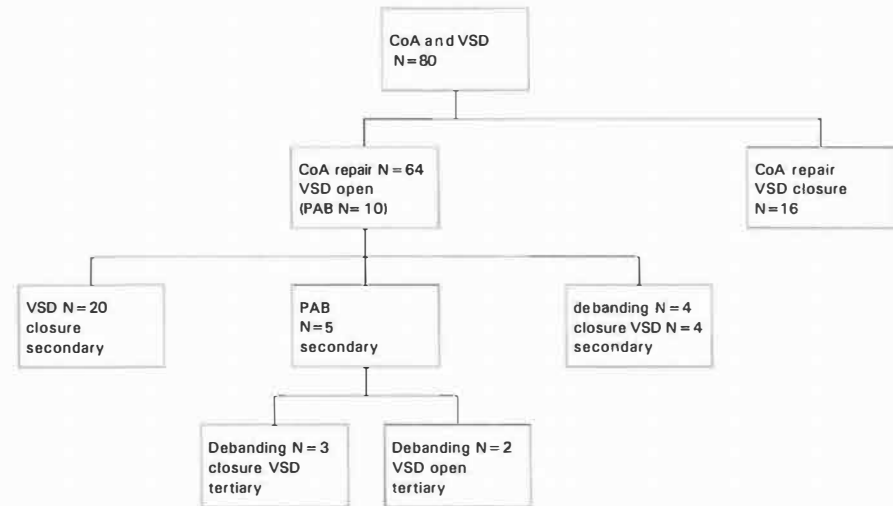 CoA and VSD
N=80
CoA repair N=64
VSD open
(PAB N=10)
CoA repair
VSD closure
N=16
VSD N=20
closure
secondary
PAB
N=5
secondary
debanding N=4
closure VSD N=4
secondary
Debanding N=3
closure VSD
tertiary
Debanding N=2
VSD open
tertiary